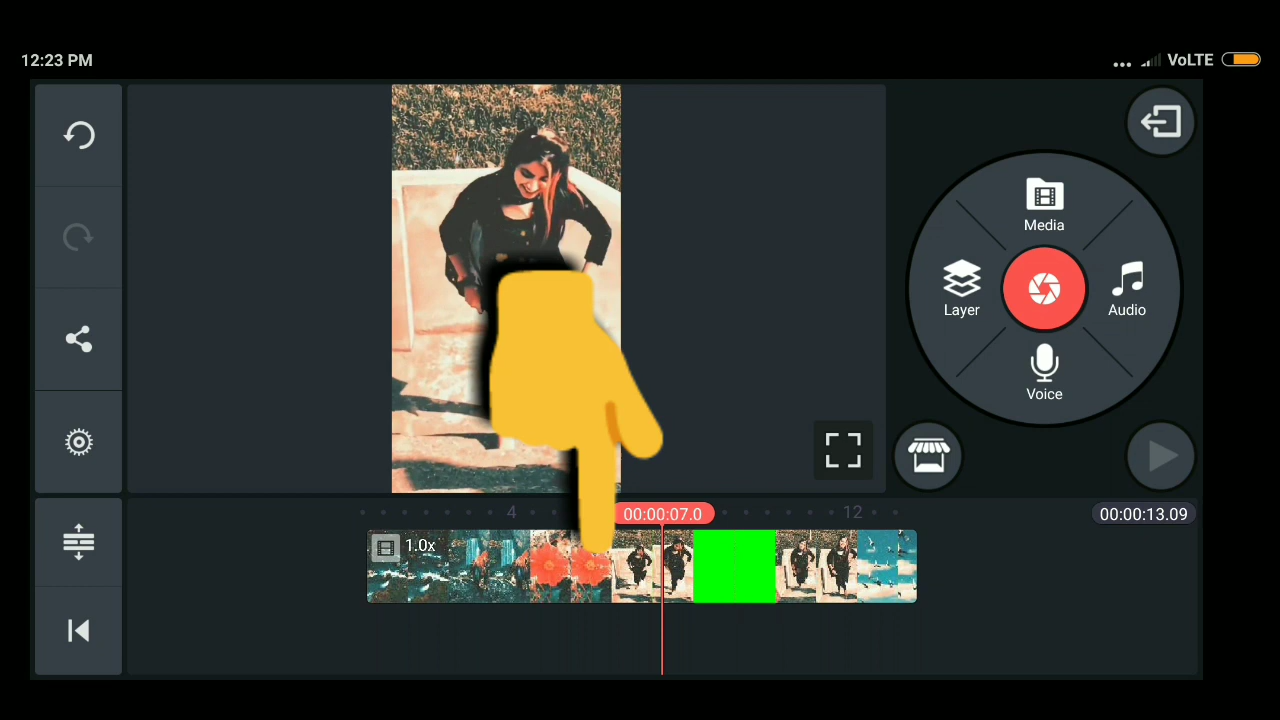 12:23 PM
VoLTE
Media
Layer
Audio
Voice
4
00:00:07.0
12
00:00:13.09
1.0x